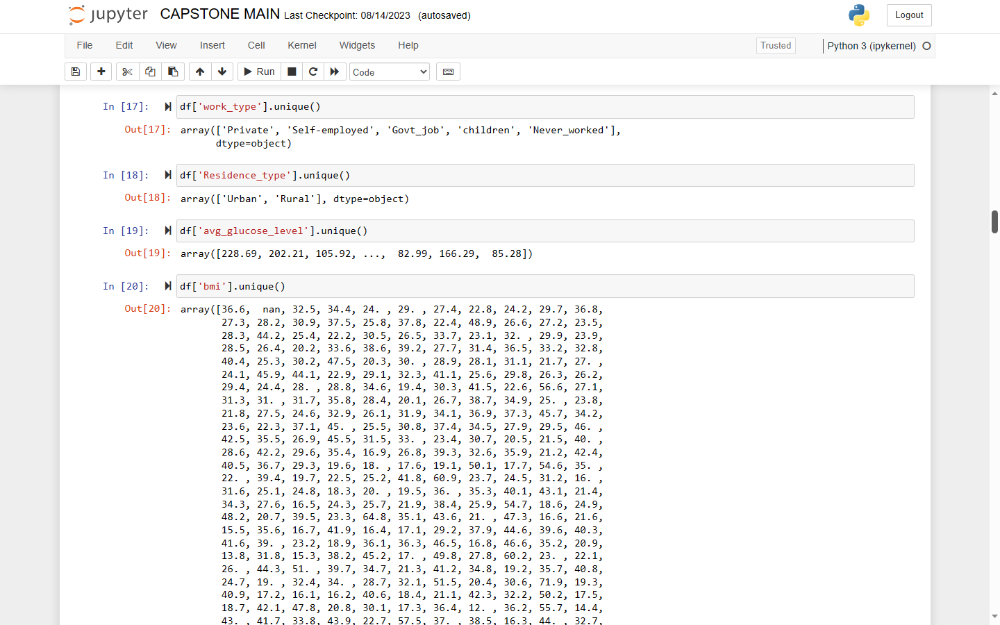 jupyter CAPSTONE MAIN Last Checkpoint: 08/14/2023 (autosaved) Logout
File Edit View Insert Cell Kernel Widgets Help Trusted Python 3 (ipykernel)
Run Code
In [17]: df['work_type'].unique()
Out[17]: array(['Private', 'Self-employed', 'Govt_job', 'children', 'Never_worked'],
dtype=object)
In [18]: df['Residence_type'].unique()
Out[18]: array(['Urban', 'Rural'], dtype=object)
In [19]: df['avg_glucose_level'].unique()
Out[19]: array([228.69, 202.21, 105.92, ..., 82.99, 166.29, 85.28])
In [20]: df['bmi'].unique()
Out[20]: array([36.6, nan, 32.5, 34.4, 24. , 29. , 27.4, 22.8, 24.2, 29.7, 36.8,
27.3, 28.2, 30.9, 37.5, 25.8, 37.8, 22.4, 48.9, 26.6, 27.2, 23.5,
28.3, 44.2, 25.4, 22.2, 30.5, 26.5, 33.7, 23.1, 32. , 29.9, 23.9,
28.5, 26.4, 20.2, 33.6, 38.6, 39.2, 27.7, 31.4, 36.5, 33.2, 32.8,
40.4, 25.3, 30.2, 47.5, 20.3, 30. , 28.9, 28.1, 31.1, 21.7, 27. ,
24.1, 45.9, 44.1, 22.9, 29.1, 32.3, 41.1, 25.6, 29.8, 26.3, 26.2,
29.4, 24.4, 28. , 28.8, 34.6, 19.4, 30.3, 41.5, 22.6, 56.6, 27.1,
31.3, 31. , 31.7, 35.8, 28.4, 20.1, 26.7, 38.7, 34.9, 25. , 23.8,
21.8, 27.5, 24.6, 32.9, 26.1, 31.9, 34.1, 36.9, 37.3, 45.7, 34.2,
23.6, 22.3, 37.1, 45. , 25.5, 30.8, 37.4, 34.5, 27.9, 29.5, 46. ,
42.5, 35.5, 26.9, 45.5, 31.5, 33. , 23.4, 30.7, 20.5, 21.5, 40. ,
28.6, 42.2, 29.6, 35.4, 16.9, 26.8, 39.3, 32.6, 35.9, 21.2, 42.4,
40.5, 36.7, 29.3, 19.6, 18. , 17.6, 19.1, 50.1, 17.7, 54.6, 35. ,
22. , 39.4, 19.7, 22.5, 25.2, 41.8, 60.9, 23.7, 24.5, 31.2, 16. ,
31.6, 25.1, 24.8, 18.3, 20. , 19.5, 36. , 35.3, 40.1, 43.1, 21.4,
34.3, 27.6, 16.5, 24.3, 25.7, 21.9, 38.4, 25.9, 54.7, 18.6, 24.9,
48.2, 20.7, 39.5, 23.3, 64.8, 35.1, 43.6, 21. , 47.3, 16.6, 21.6,
15.5, 35.6, 16.7, 41.9, 16.4, 17.1, 29.2, 37.9, 44.6, 39.6, 40.3,
41.6, 39. , 23.2, 18.9, 36.1, 36.3, 46.5, 16.8, 46.6, 35.2, 20.9,
13.8, 31.8, 15.3, 38.2, 45.2, 17. , 49.8, 27.8, 60.2, 23. , 22.1,
26. , 44.3, 51. , 39.7, 34.7, 21.3, 41.2, 34.8, 19.2, 35.7, 40.8,
24.7, 19. , 32.4, 34. , 28.7, 32.1, 51.5, 20.4, 30.6, 71.9, 19.3,
40.9, 17.2, 16.1, 16.2, 40.6, 18.4, 21.1, 42.3, 32.2, 50.2, 17.5,
18.7, 42.1, 47.8, 20.8, 30.1, 17.3, 36.4, 12. , 36.2, 55.7, 14.4,
43. , 41.7, 33.8, 43.9, 22.7, 57.5, 37. , 38.5, 16.3, 44. , 32.7,